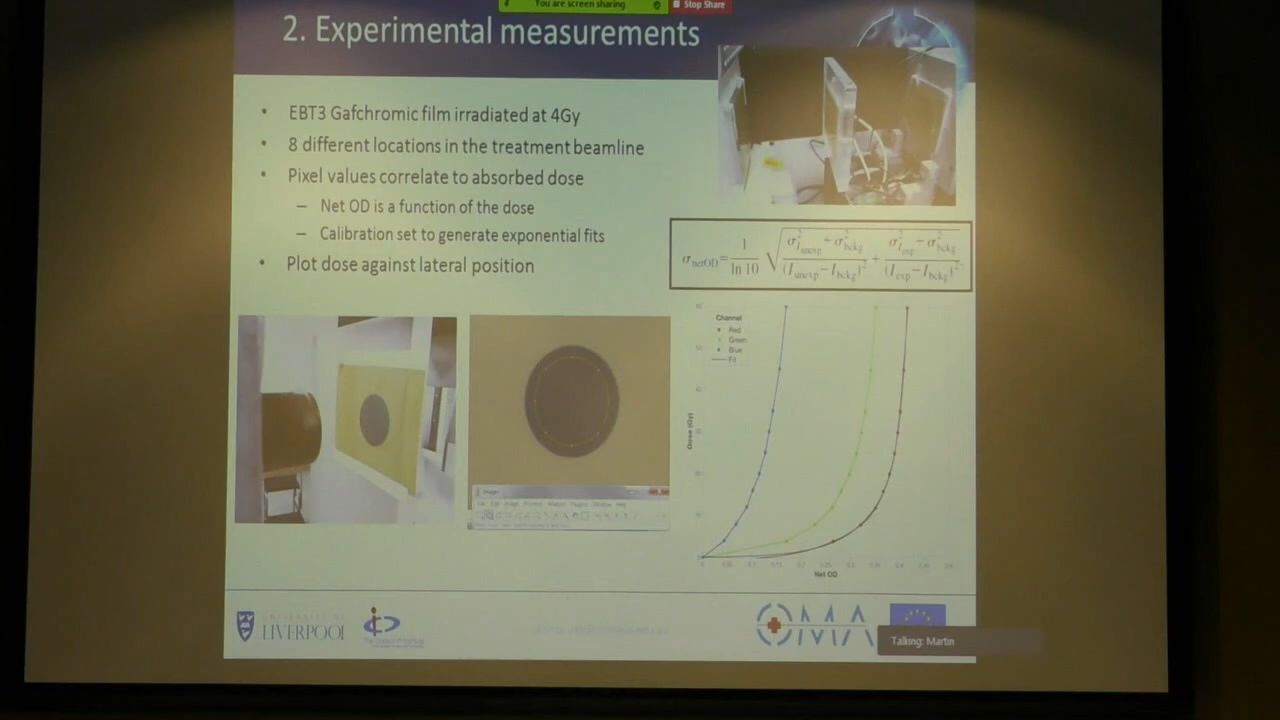 You are screen sharing
Stop Share
2. Experimental measurements
• EBT3 Gafchromic film irradiated at 4Gy
• 8 different locations in the treatment beamline
• Pixel values correlate to absorbed dose
– Net OD is a function of the dose
– Calibration set to generate exponential fits
• Plot dose against lateral position
Channel
Red
Green
Blue
Fit
Dose (Gy)
Net OD
LIVERPOOL
OMA
Talking: Martin